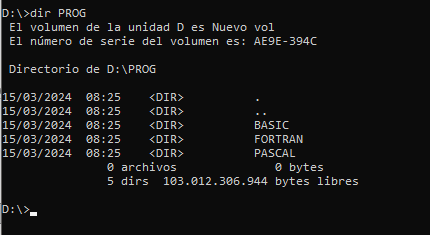 D:\>dir PROG
 El volumen de la unidad D es Nuevo vol
 El número de serie del volumen es: AE9E-394C

 Directorio de D:\PROG

15/03/2024  08:25    <DIR>          .
15/03/2024  08:25    <DIR>          ..
15/03/2024  08:25    <DIR>          BASIC
15/03/2024  08:25    <DIR>          FORTRAN
15/03/2024  08:25    <DIR>          PASCAL
               0 archivos              0 bytes
               5 dirs  103.012.306.944 bytes libres

D:\>